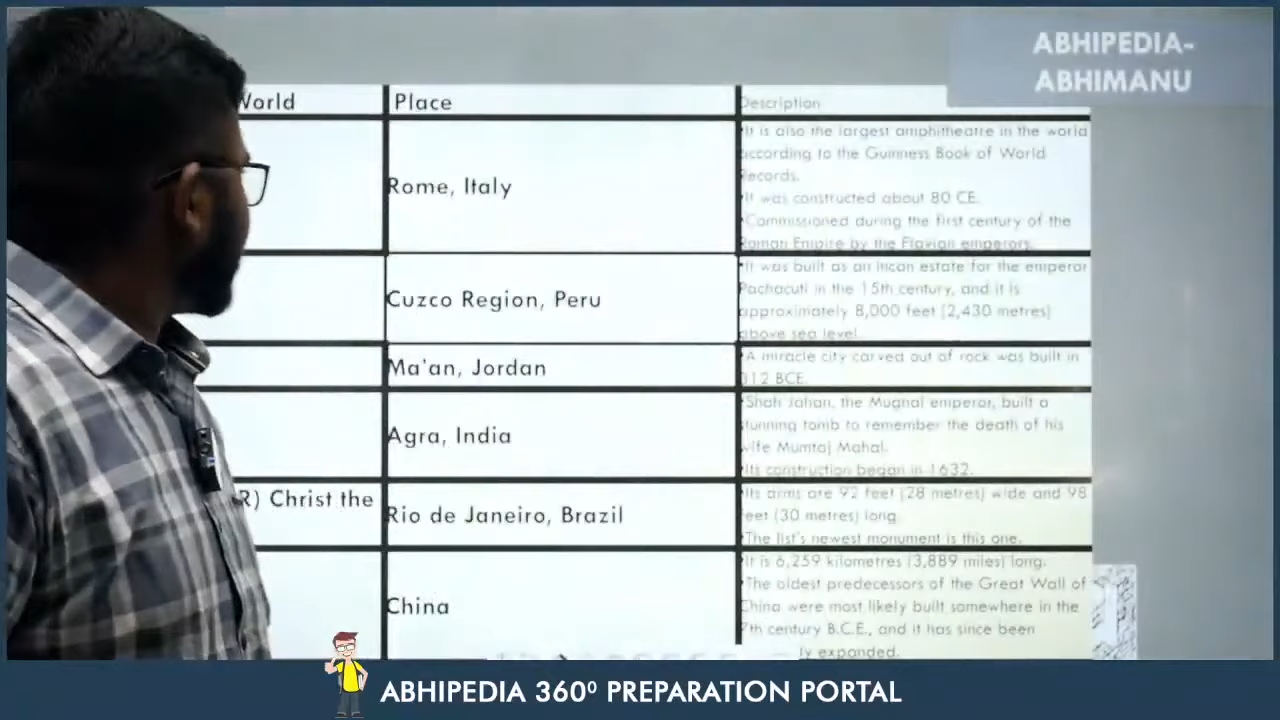 ABHIPEDIA-
ABHIMANU
World
Place
Description
It is also the largest amphitheatre in the world
according to the Guinness Book of World
Records.
It was constructed about 80 CE.
Commissioned during the first century of the
Roman Empire by the Flavian emperors.
Rome, Italy
It was built as an Incan estate for the emperor
Pachacuti in the 15th century, and it is
approximately 8,000 feet (2,430 metres)
above sea level
Cuzco Region, Peru
Ma'an, Jordan
A miracle city carved out of rock was built in
312 BCE.
Agra, India
Shah Jahan, the Mughal emperor, built a
stunning tomb to remember the death of his
wife Mumtaj Mahal.
Its construction began in 1632.
R) Christ the
Rio de Janeiro, Brazil
Its arms are 92 feet (28 metres) wide and 98
feet (30 metres) long
The list's newest monument is this one.
China
It is 6,259 kilometres (3,889 miles) long.
The oldest predecessors of the Great Wall of
China were most likely built somewhere in the
7th century B.C.E., and it has since been
ly expanded.
ABHIPEDIA 360⁰ PREPARATION PORTAL